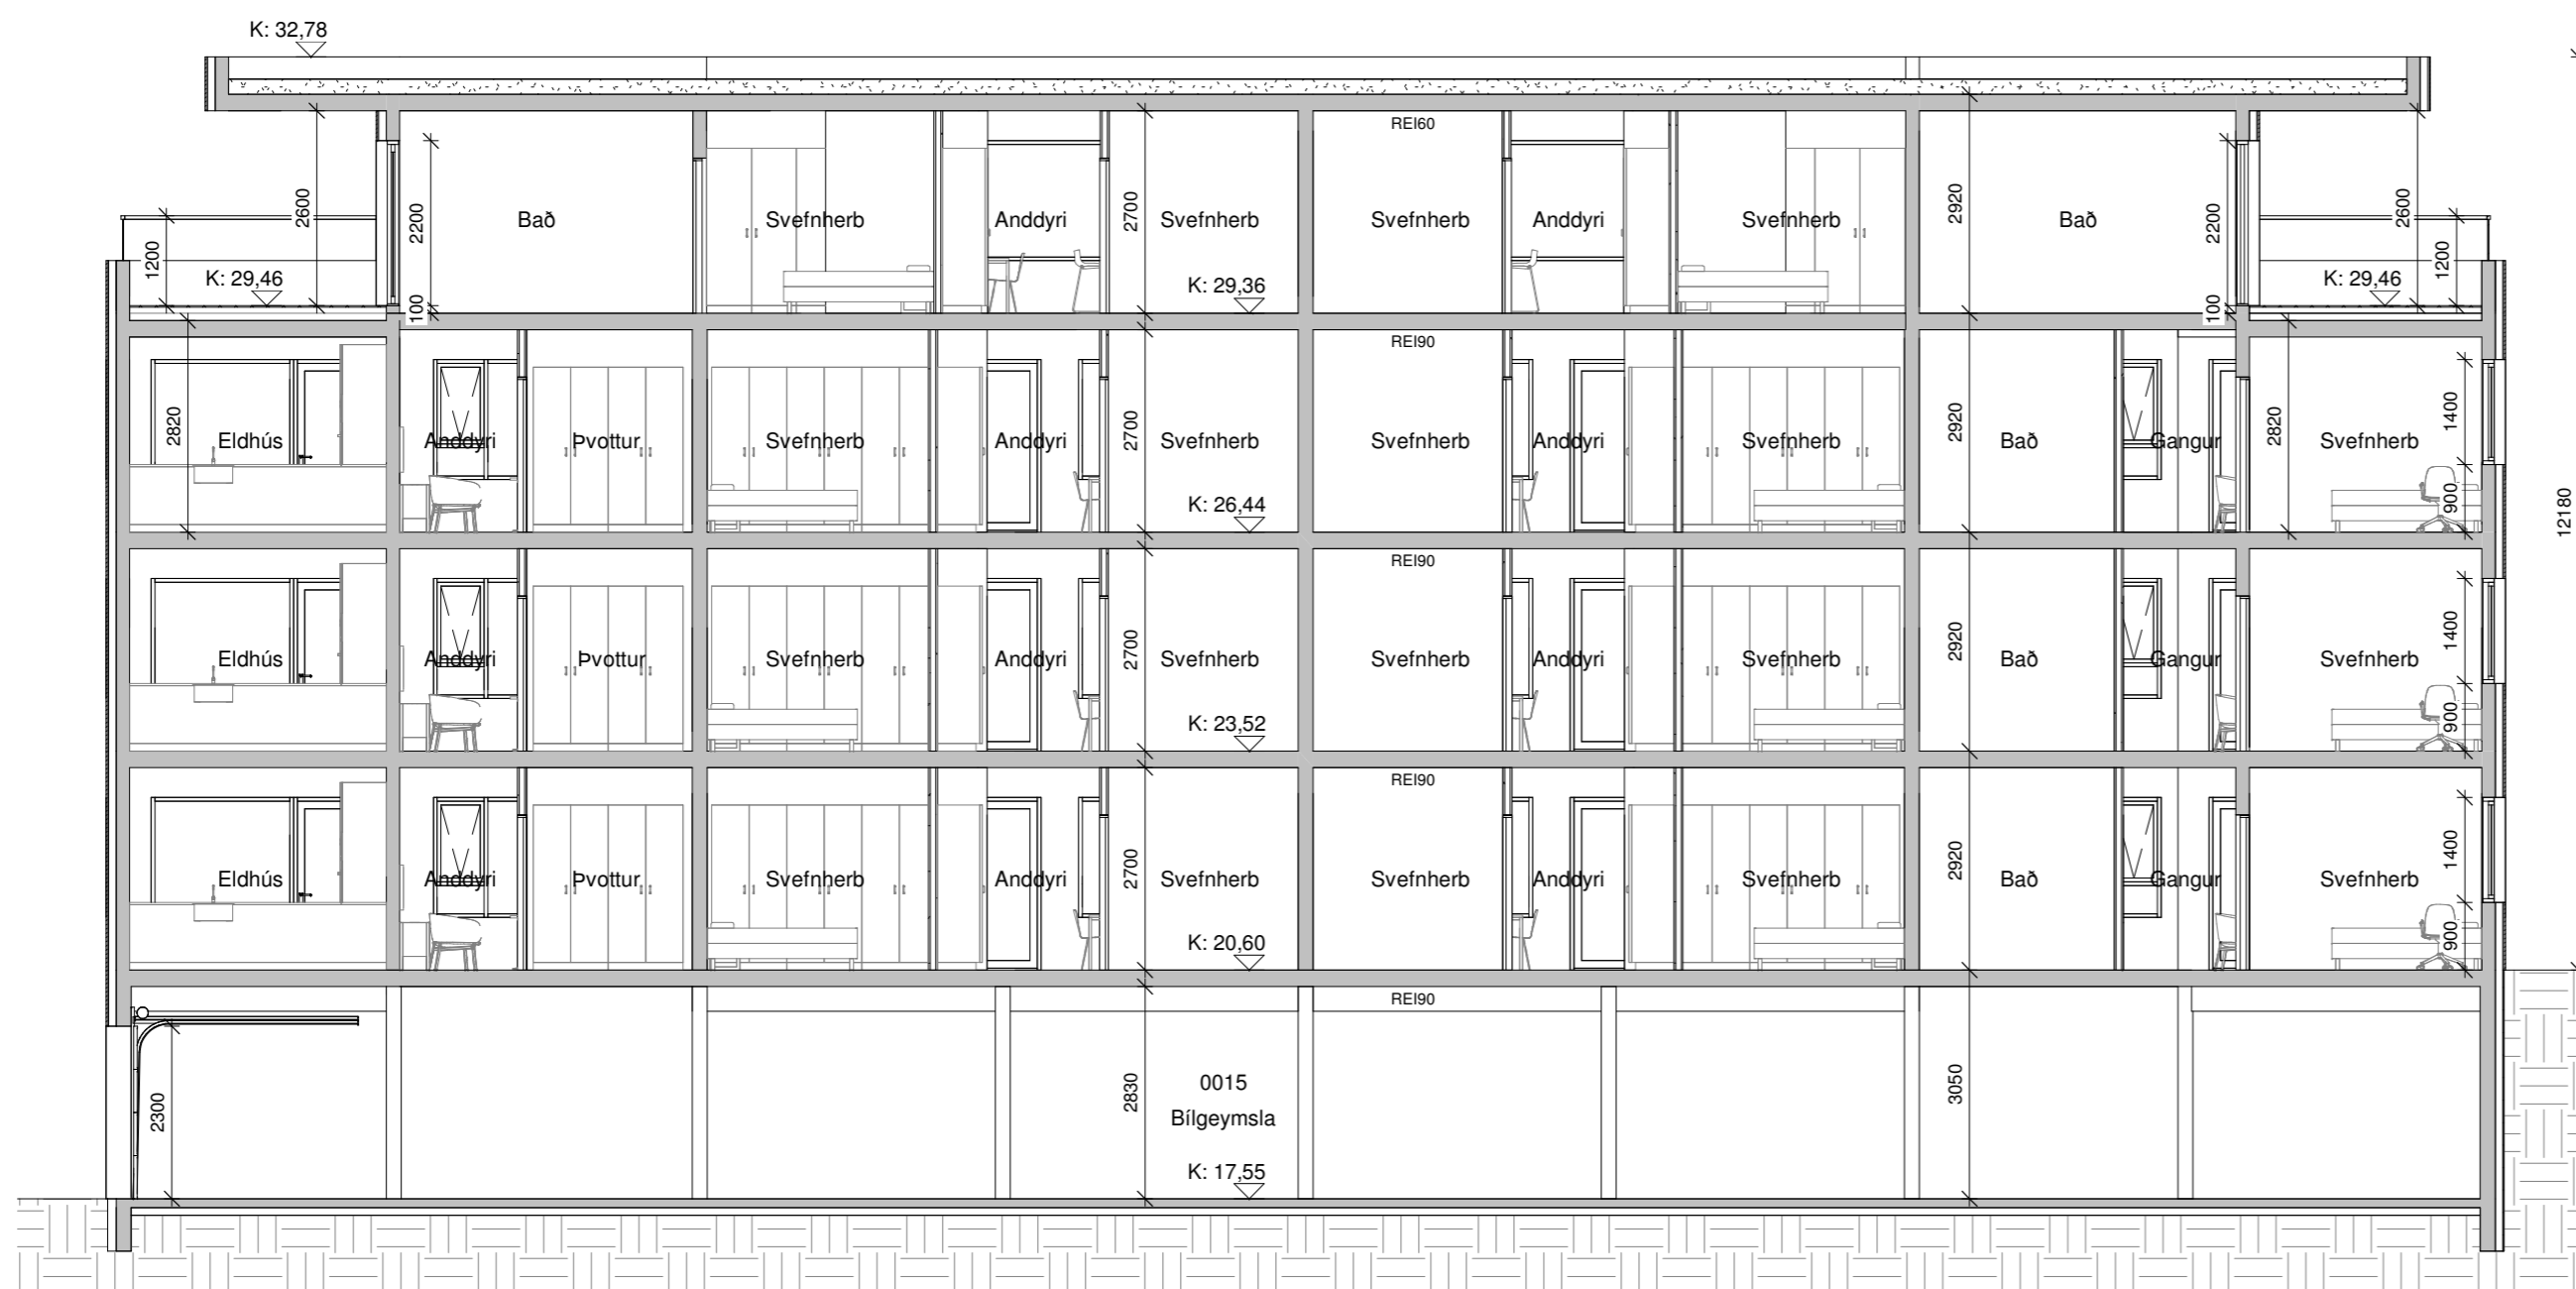 K: 32,78
REI60
2600
2200
Bað
Svefnherb
Anddyri
2700
Svefnherb
Svefnherb
Anddyri
Svefnherb
2920
Bað
2200
2600
1200
1200
K: 29,46
K: 29,36
K: 29,46
100
100
REI90
2820
Eldhús
Anddyri
Þvottur
Svefnherb
Anddyri
2700
Svefnherb
Svefnherb
Anddyri
Svefnherb
2920
Bað
Gangur
2820
Svefnherb
1400
900
K: 26,44
12180
REI90
Eldhús
Anddyri
Þvottur
Svefnherb
Anddyri
2700
Svefnherb
Svefnherb
Anddyri
Svefnherb
2920
Bað
Gangur
Svefnherb
1400
900
K: 23,52
REI90
Eldhús
Anddyri
Þvottur
Svefnherb
Anddyri
2700
Svefnherb
Svefnherb
Anddyri
Svefnherb
2920
Bað
Gangur
Svefnherb
1400
900
K: 20,60
REI90
2300
2830
0015
Bílgeymsla
3050
K: 17,55